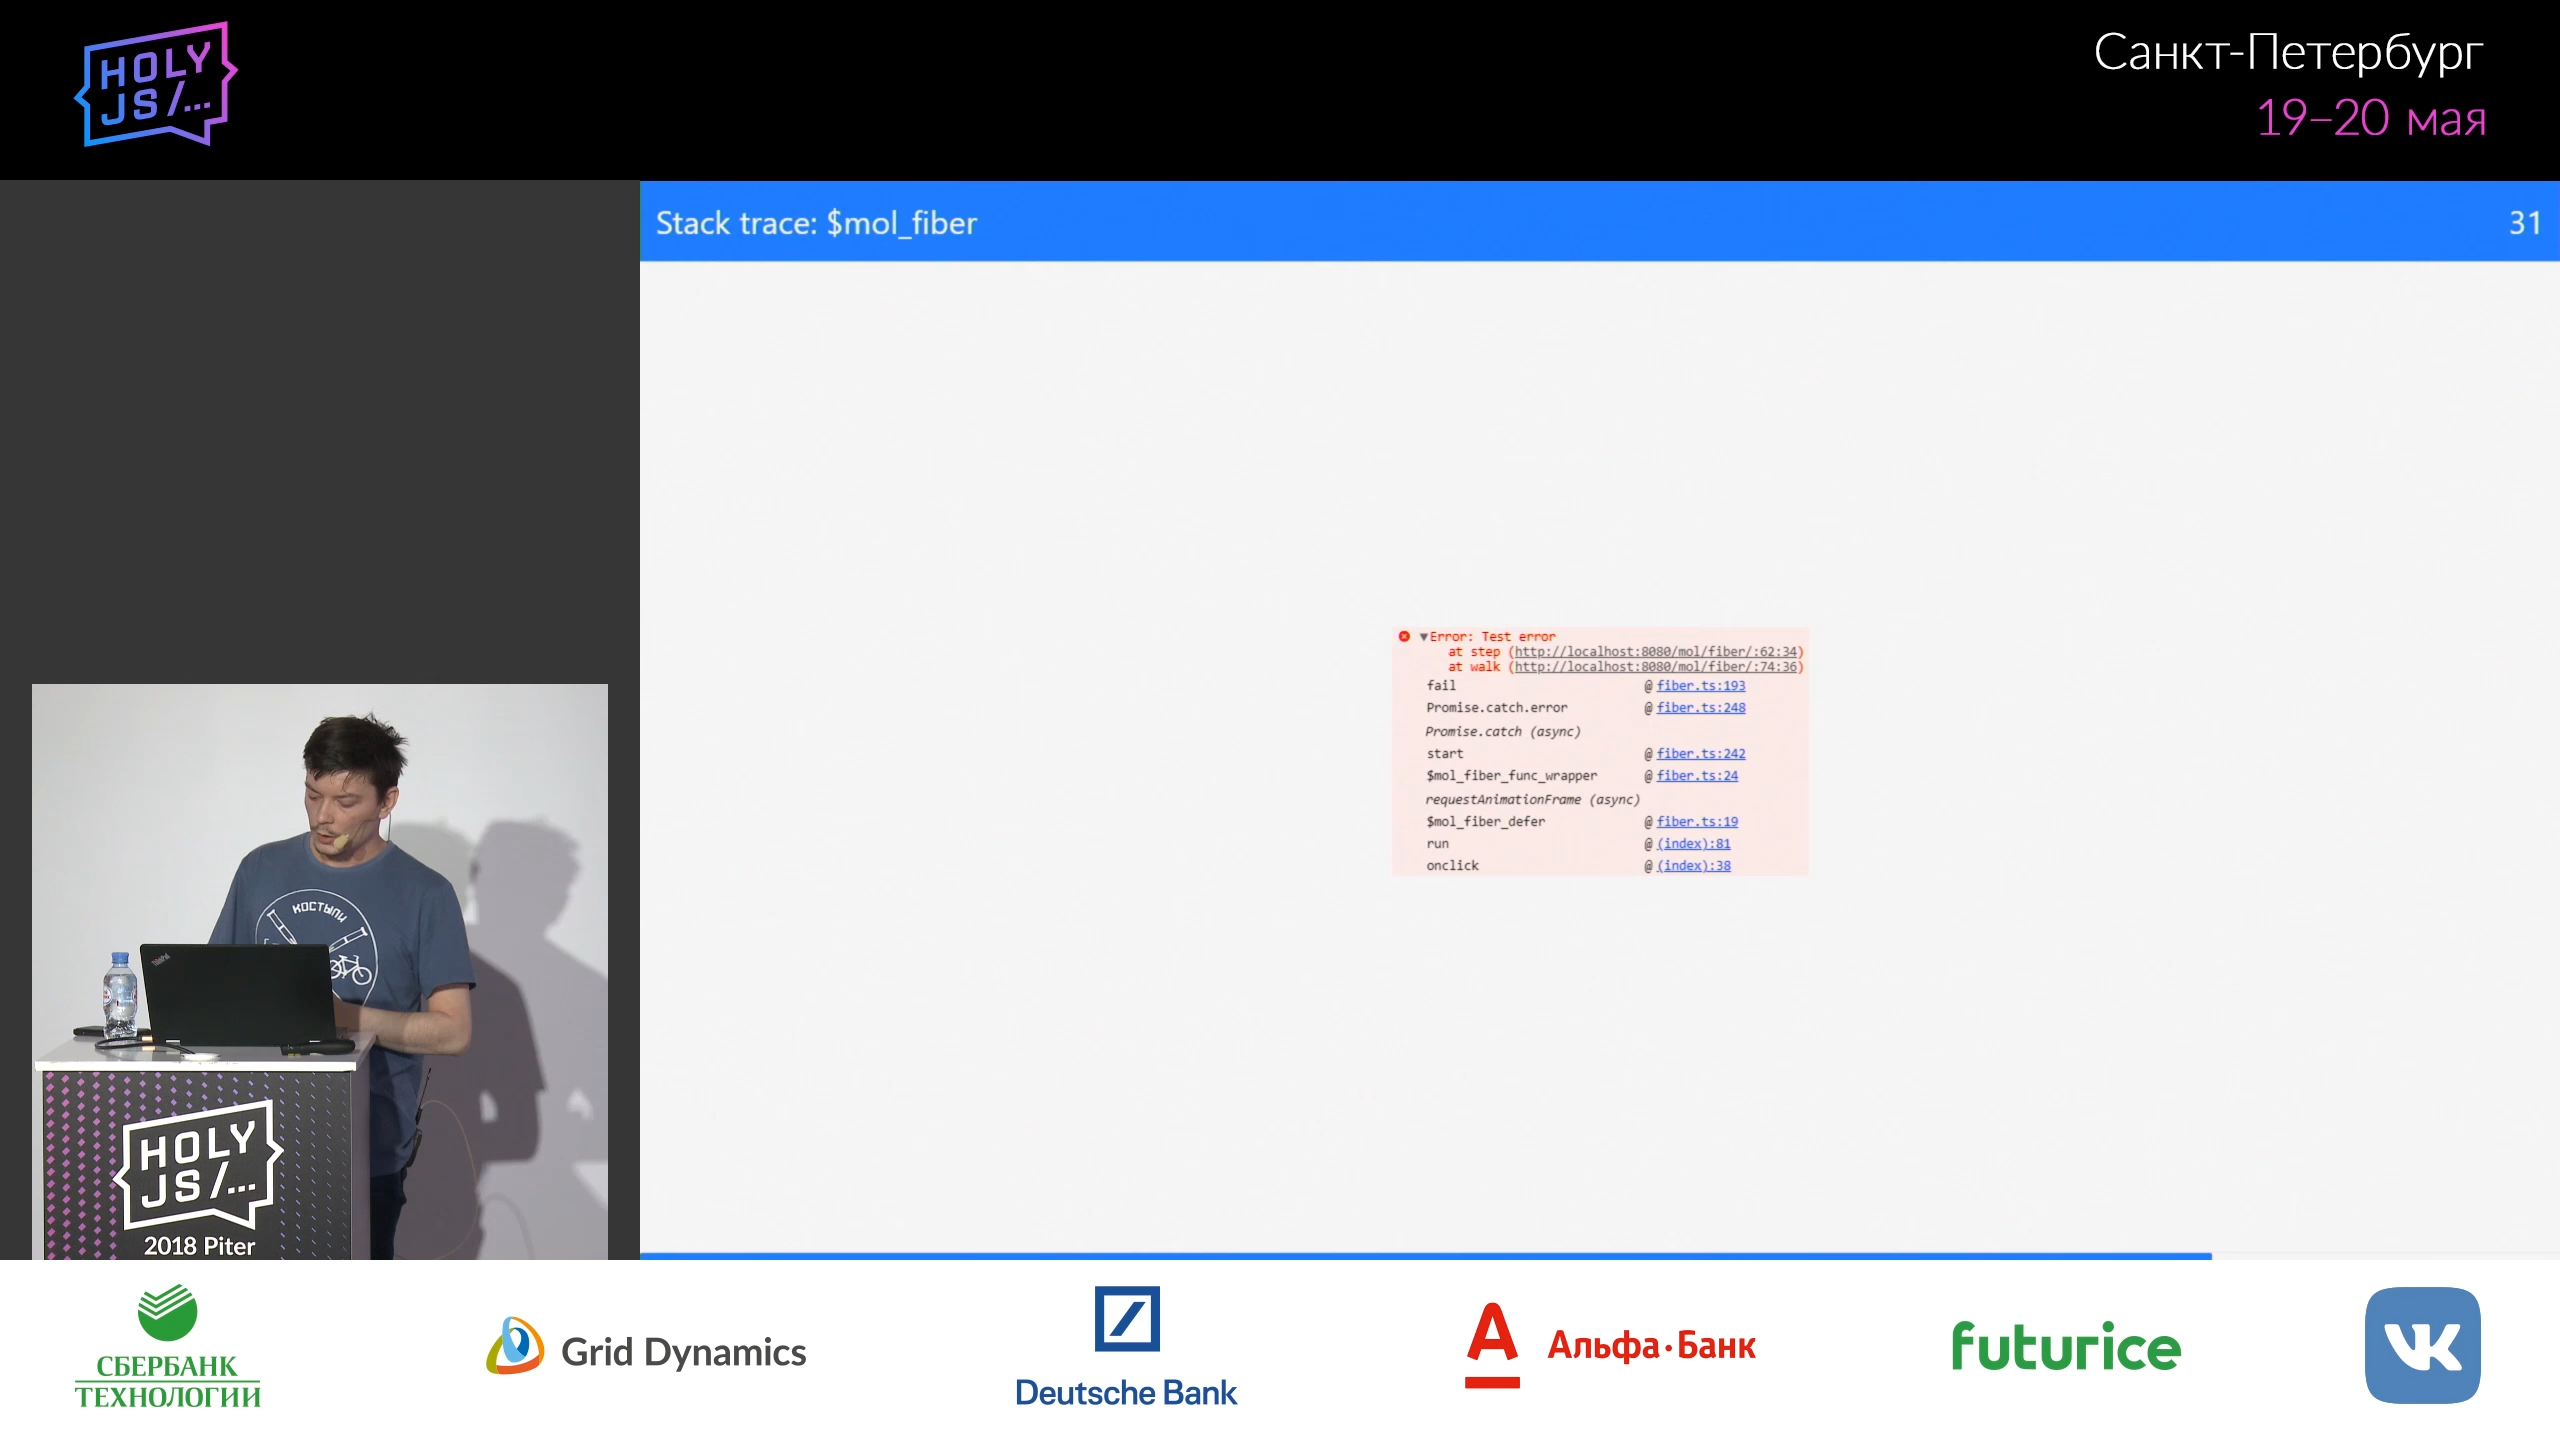 HOLY
JS/...
Санкт-Петербург
19–20 мая
Stack trace: $mol_fiber
31
Error: Test error
at step (http://localhost:8080/mol/fiber/:62:34)
at walk (http://localhost:8080/mol/fiber/:74:36)
fail @ fiber.ts:193
Promise.catch.error @ fiber.ts:248
Promise.catch (async)
start @ fiber.ts:242
$mol_fiber_func_wrapper @ fiber.ts:24
requestAnimationFrame (async)
$mol_fiber_defer @ fiber.ts:19
run @ (index):81
onclick @ (index):38
КОСТЫЛИ
ThinkPad
HOLY
JS/...
2018 Piter
СБЕРБАНК
ТЕХНОЛОГИИ
Grid Dynamics
Deutsche Bank
А
Альфа·Банк
futurice
VK